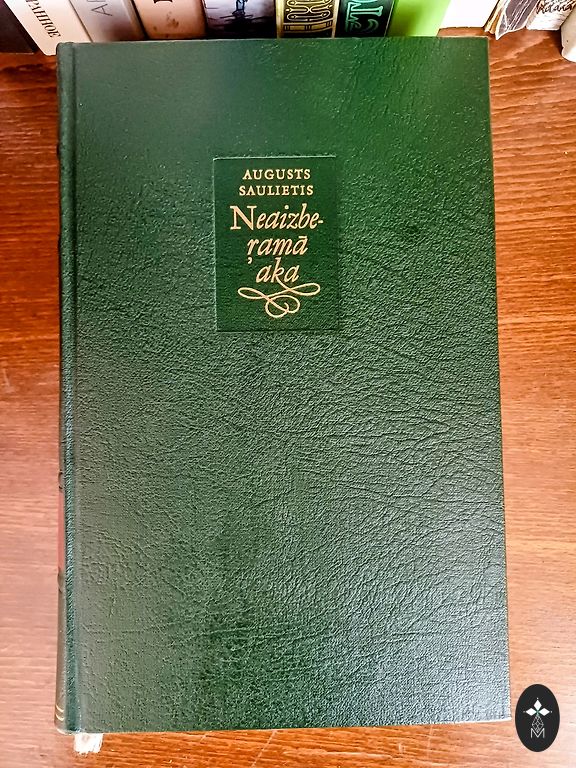 AUGUSTS
SAULIETIS
Neaizbe-
ŗamā
aka